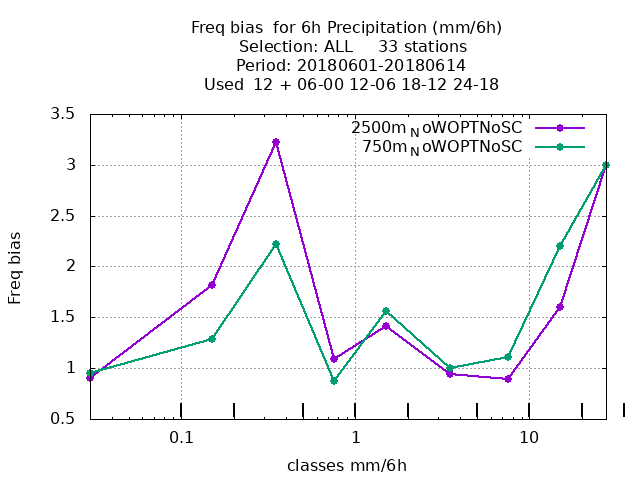 Freq bias  for 6h Precipitation (mm/6h)
Selection: ALL     33 stations
Period: 20180601-20180614
Used  12 + 06-00 12-06 18-12 24-18
2500m_NoWOPTNoSC
750m_NoWOPTNoSC
3.5
3
2.5
2
1.5
1
0.5
Freq bias
0.1
1
10
classes mm/6h